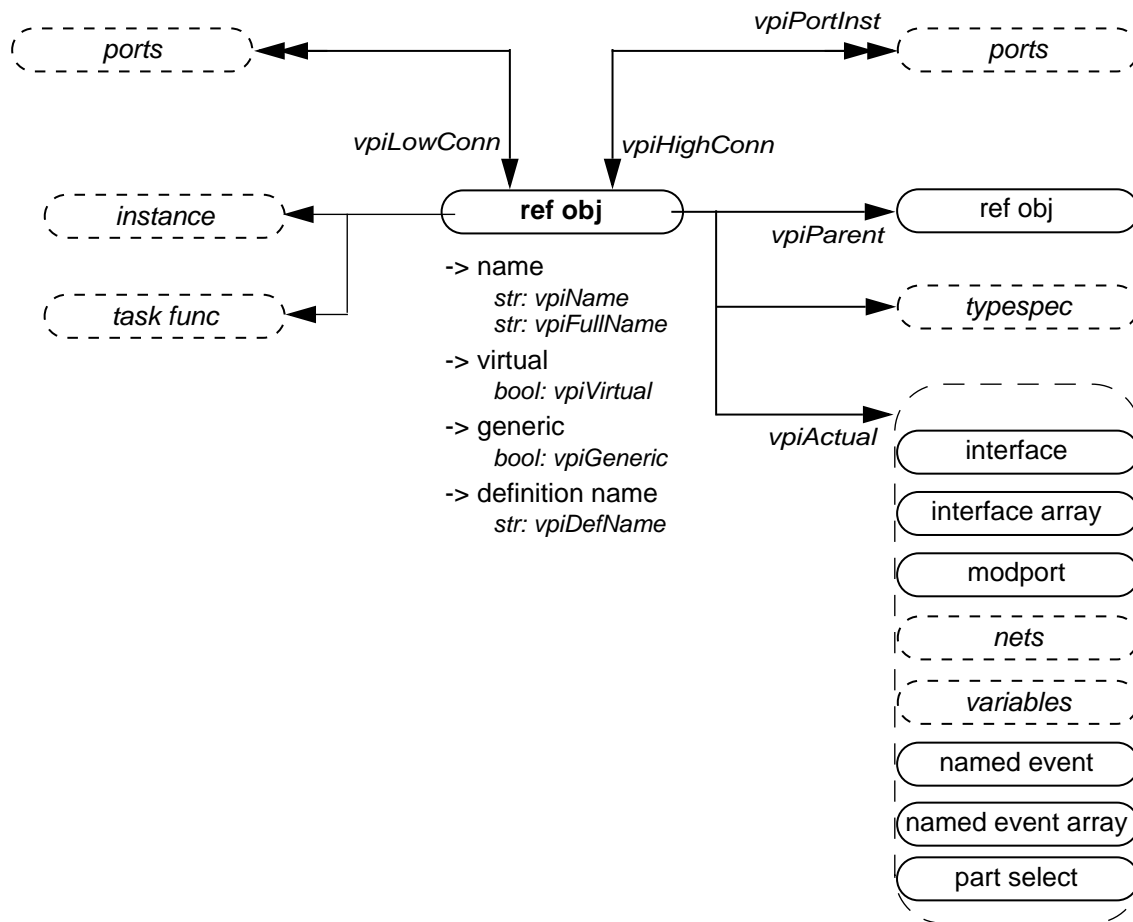 vpiPortInst
ports
ports
vpiLowConn
vpiHighConn
instance
ref obj
ref obj
vpiParent
-> name
str: vpiName
str: vpiFullName
task func
typespec
-> virtual
bool: vpiVirtual
vpiActual
-> generic
bool: vpiGeneric
-> definition name
str: vpiDefName
interface
interface array
modport
nets
variables
named event
named event array
part select